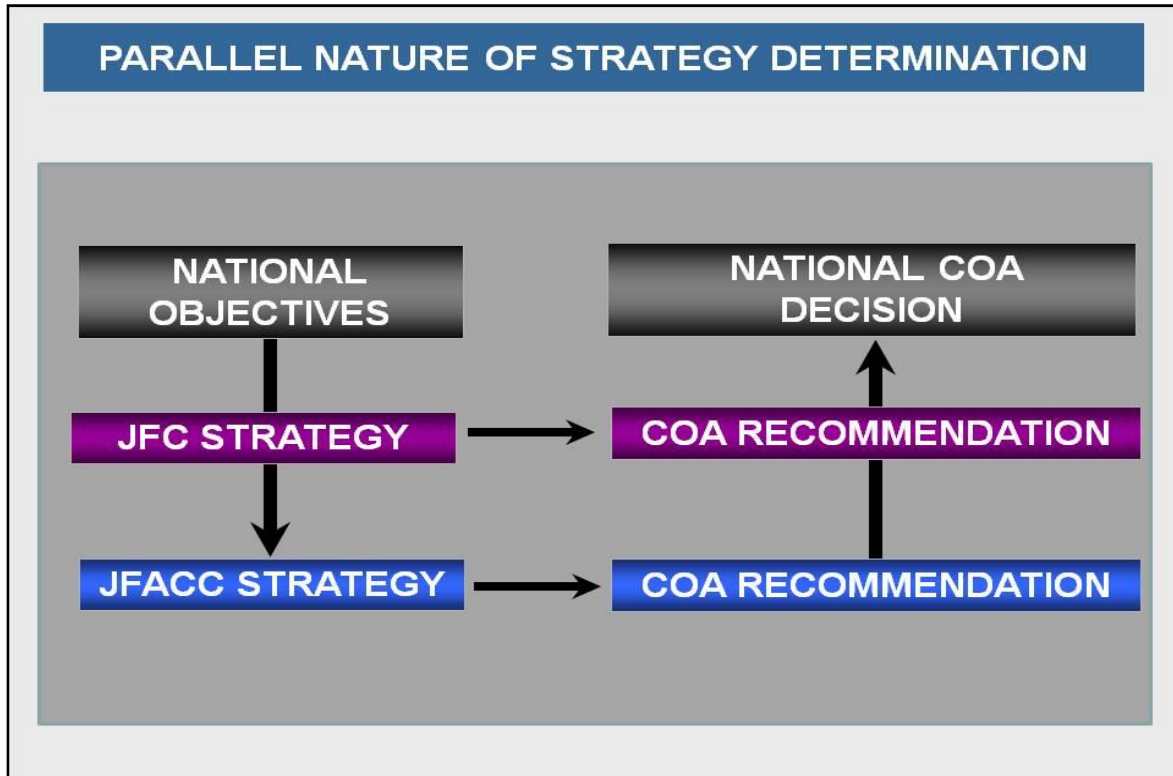 PARALLEL NATURE OF STRATEGY DETERMINATION
NATIONAL
OBJECTIVES
NATIONAL COA
DECISION
JFC STRATEGY
COA RECOMMENDATION
JFACC STRATEGY
COA RECOMMENDATION